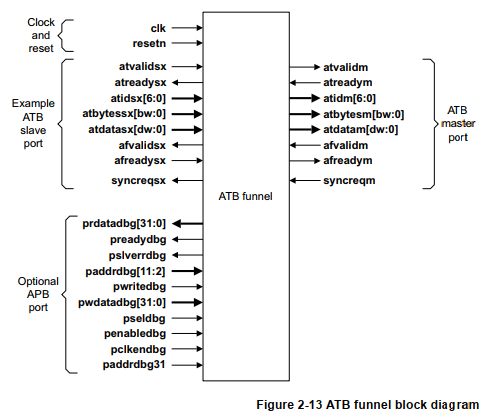 Clock
and
reset
clk
resetn
Example
ATB
slave
port
atvalidsx
atreadysx
atidsx[6:0]
atbytessx[bw:0]
atdatasx[dw:0]
afvalidsx
afreadysx
syncreqsx
ATB funnel
atvalidm
atreadym
atidm[6:0]
atbytesm[bw:0]
atdatam[dw:0]
afvalidm
afreadym
syncreqm
ATB
master
port
Optional
APB
port
prdatadbg[31:0]
preadydbg
pslverrdbg
paddrdbg[11:2]
pwritedbg
pwdatadbg[31:0]
pseldbg
penabledbg
pclkendbg
paddrdbg31
Figure 2-13 ATB funnel block diagram